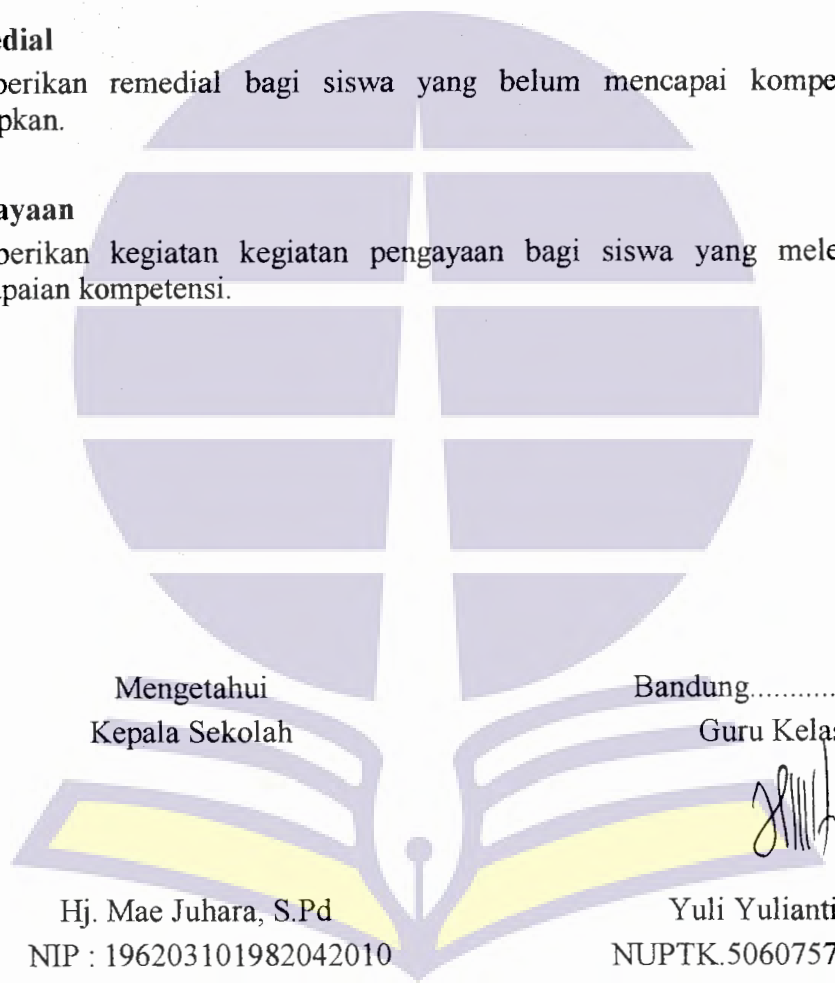 edial
berikan remedial bagi siswa yang belum mencapai kompe
pkan.
ayaan
berikan kegiatan kegiatan pengayaan bagi siswa yang mele
paian kompetensi.
Mengetahui
Bandung...........
Kepala Sekolah
Guru Kelas
Hj. Mae Juhara, S.Pd
Yuli Yulianti
NIP : 196203101982042010
NUPTK.5060757